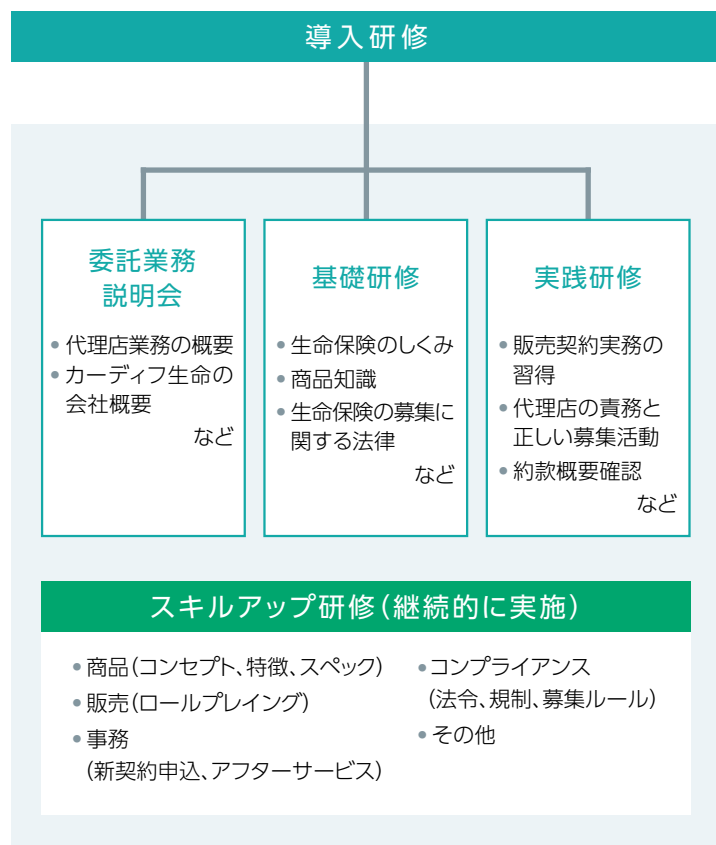 導入研修
委託業務
説明会
• 代理店業務の概要
• カーディフ生命の
会社概要
など
基礎研修
• 生命保険のしくみ
• 商品知識
• 生命保険の募集に
関する法律
など
実践研修
• 販売契約実務の
習得
• 代理店の責務と
正しい募集活動
• 約款概要確認
など
スキルアップ研修(継続的に実施)
• 商品(コンセプト、特徴、スペック)
• 販売(ロールプレイング)
• 事務
(新契約申込、アフターサービス)
• コンプライアンス
(法令、規制、募集ルール)
• その他